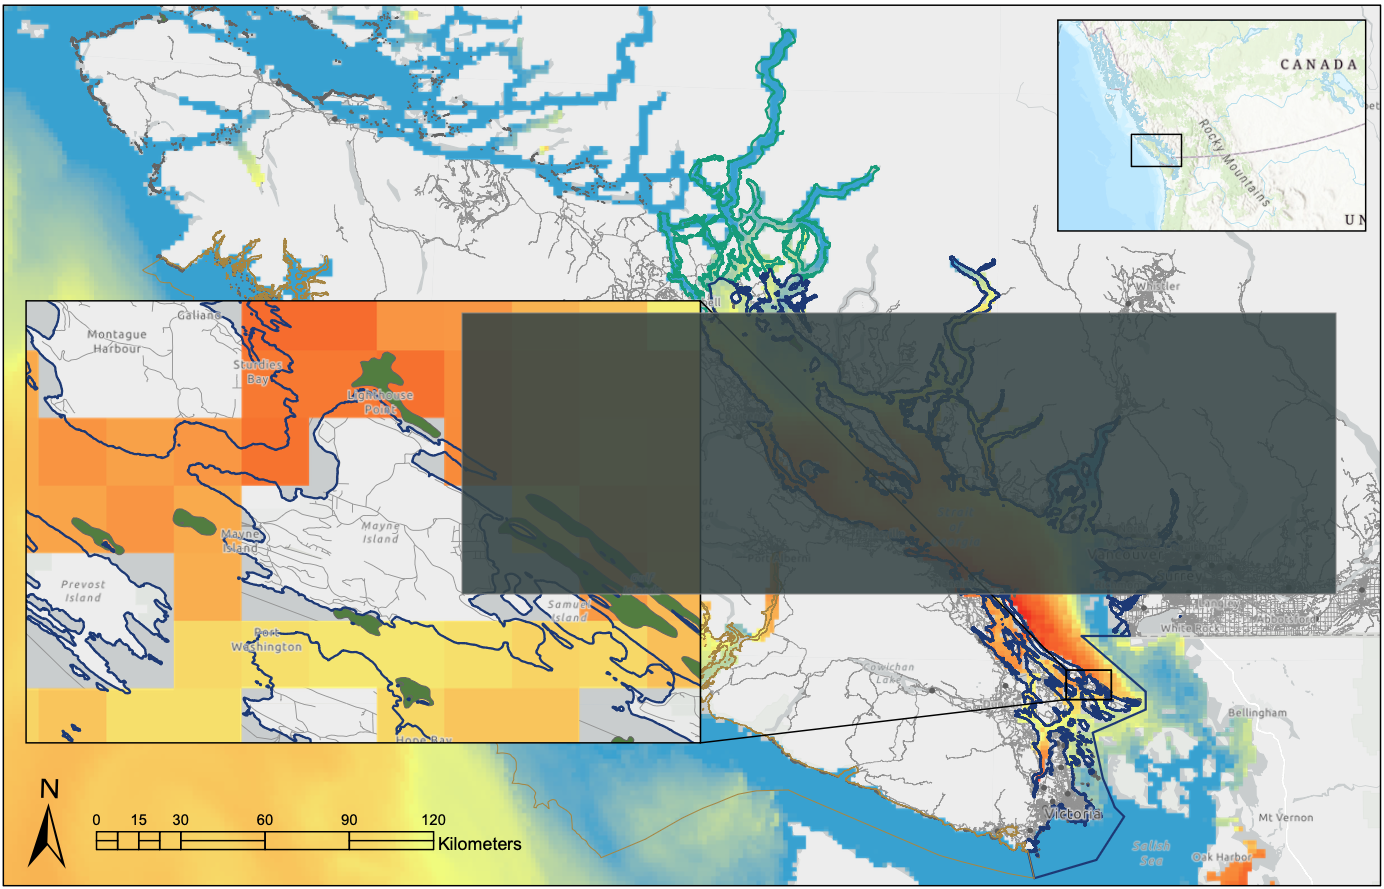 CANADA
Rocky Mountains
UN
Whistler
ell
Galiano
Montague
Harbour
Sturdies
Bay
Lighthouse
Point
Mayne
Island
Mayne
Island
Prevost
Island
Samuel
Island
Port
Washington
Hope Bay
Vancouver
Surrey
Abbotsford
White Rock
Cowichan
Lake
Bellingham
Victoria
Mt Vernon
Salish
Sea
Oak Harbor
N
0 15 30 60 90 120
Kilometers